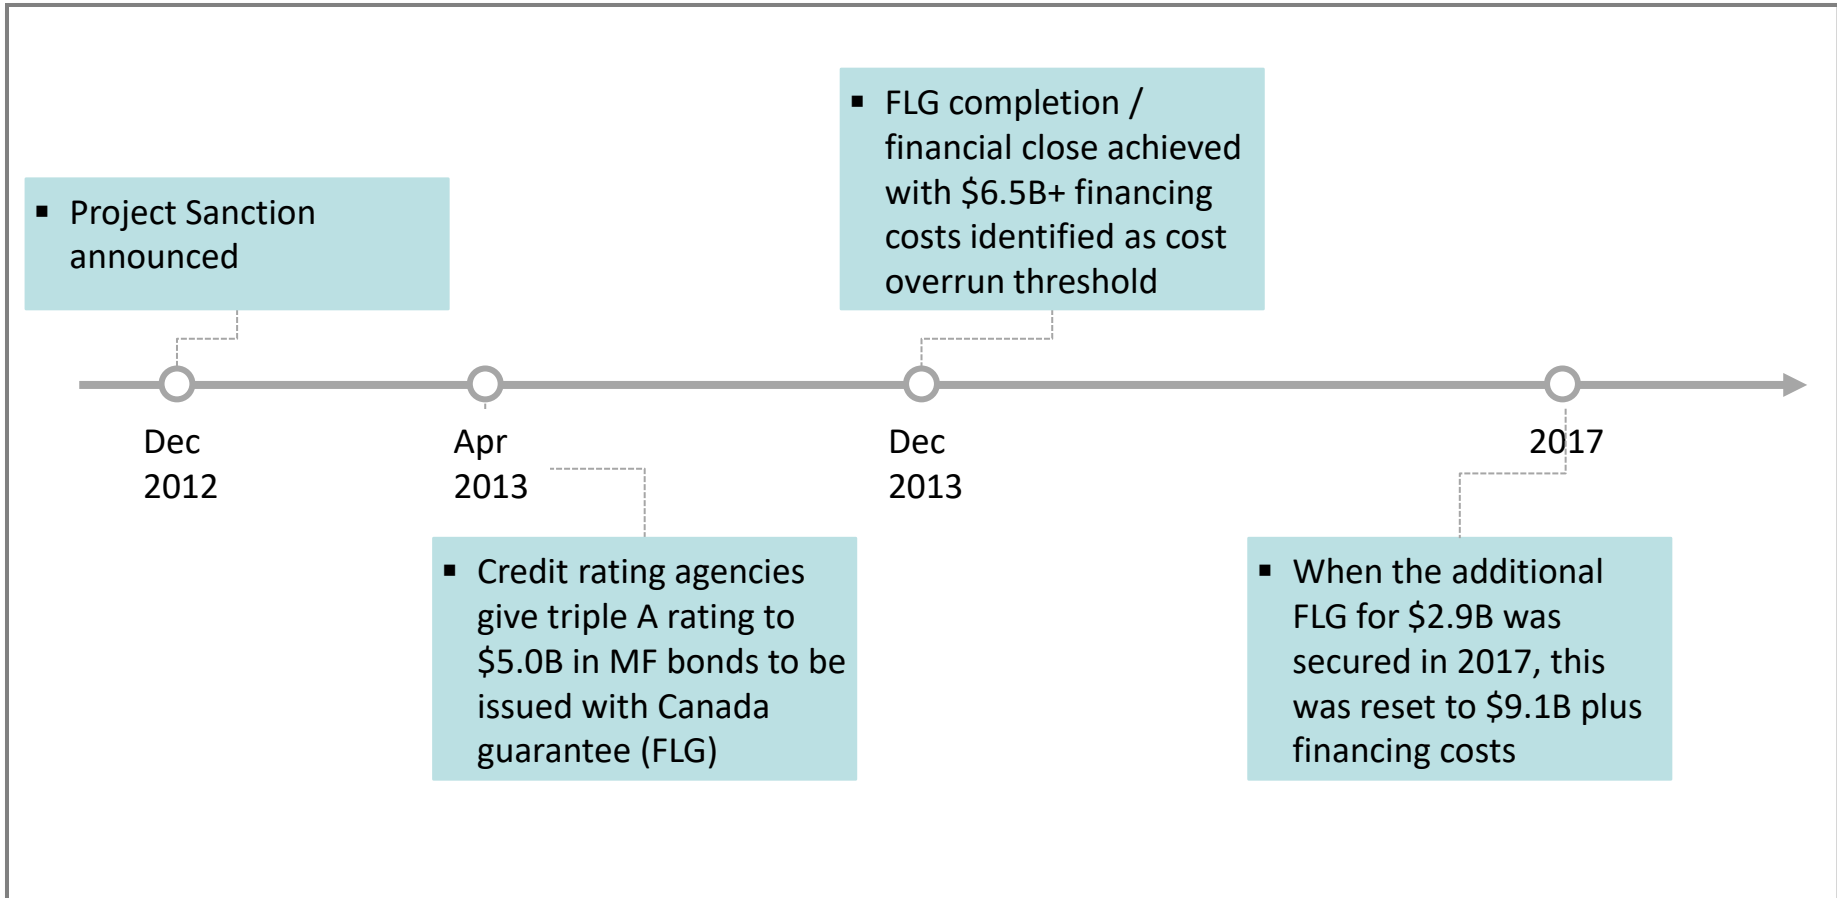 ▪ Project Sanction
announced
▪ FLG completion /
financial close achieved
with $6.5B+ financing
costs identified as cost
overrun threshold
Dec
2012
Apr
2013
Dec
2013
2017
▪ Credit rating agencies
give triple A rating to
$5.0B in MF bonds to be
issued with Canada
guarantee (FLG)
▪ When the additional
FLG for $2.9B was
secured in 2017, this
was reset to $9.1B plus
financing costs